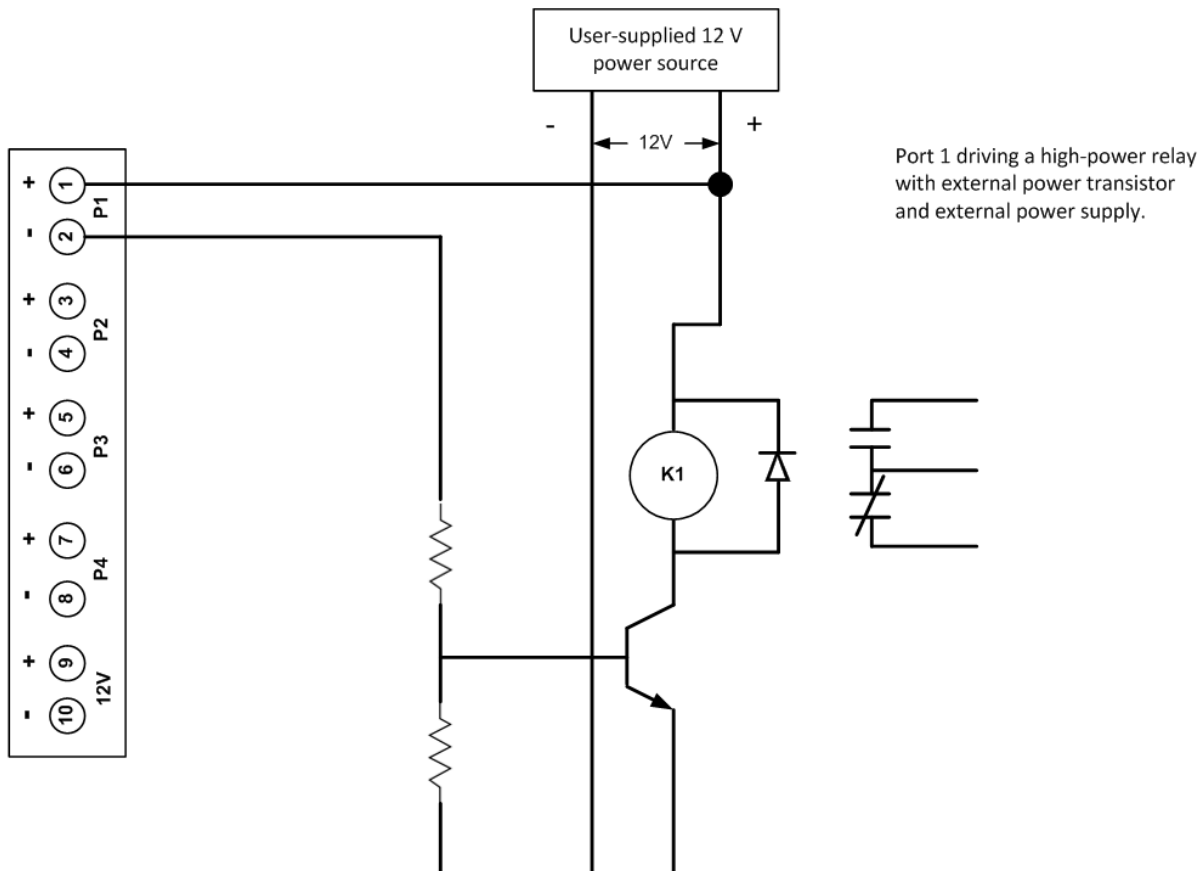 User-supplied 12 V
power source
- 12V +
Port 1 driving a high-power relay
with external power transistor
and external power supply.
+ 1
P1
- 2
+ 3
P2
- 4
+ 5
P3
- 6
+ 7
P4
- 8
+ 9
12V
- 10
K1